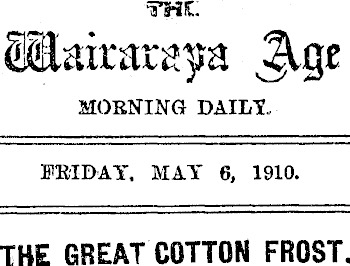 THE
Wairarapa Age
MORNING DAILY.
FRIDAY, MAY 6, 1910.
THE GREAT COTTON FROST.